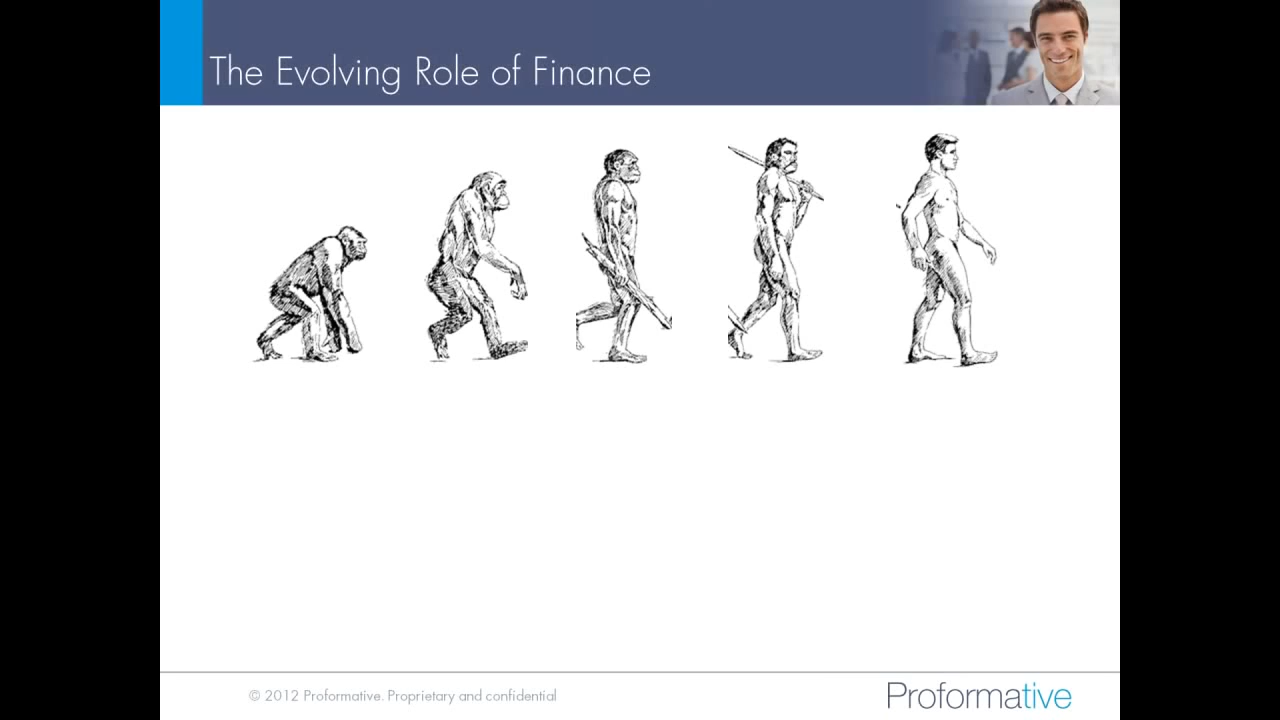 The Evolving Role of Finance
© 2012 Proformative. Proprietary and confidential
Proformative